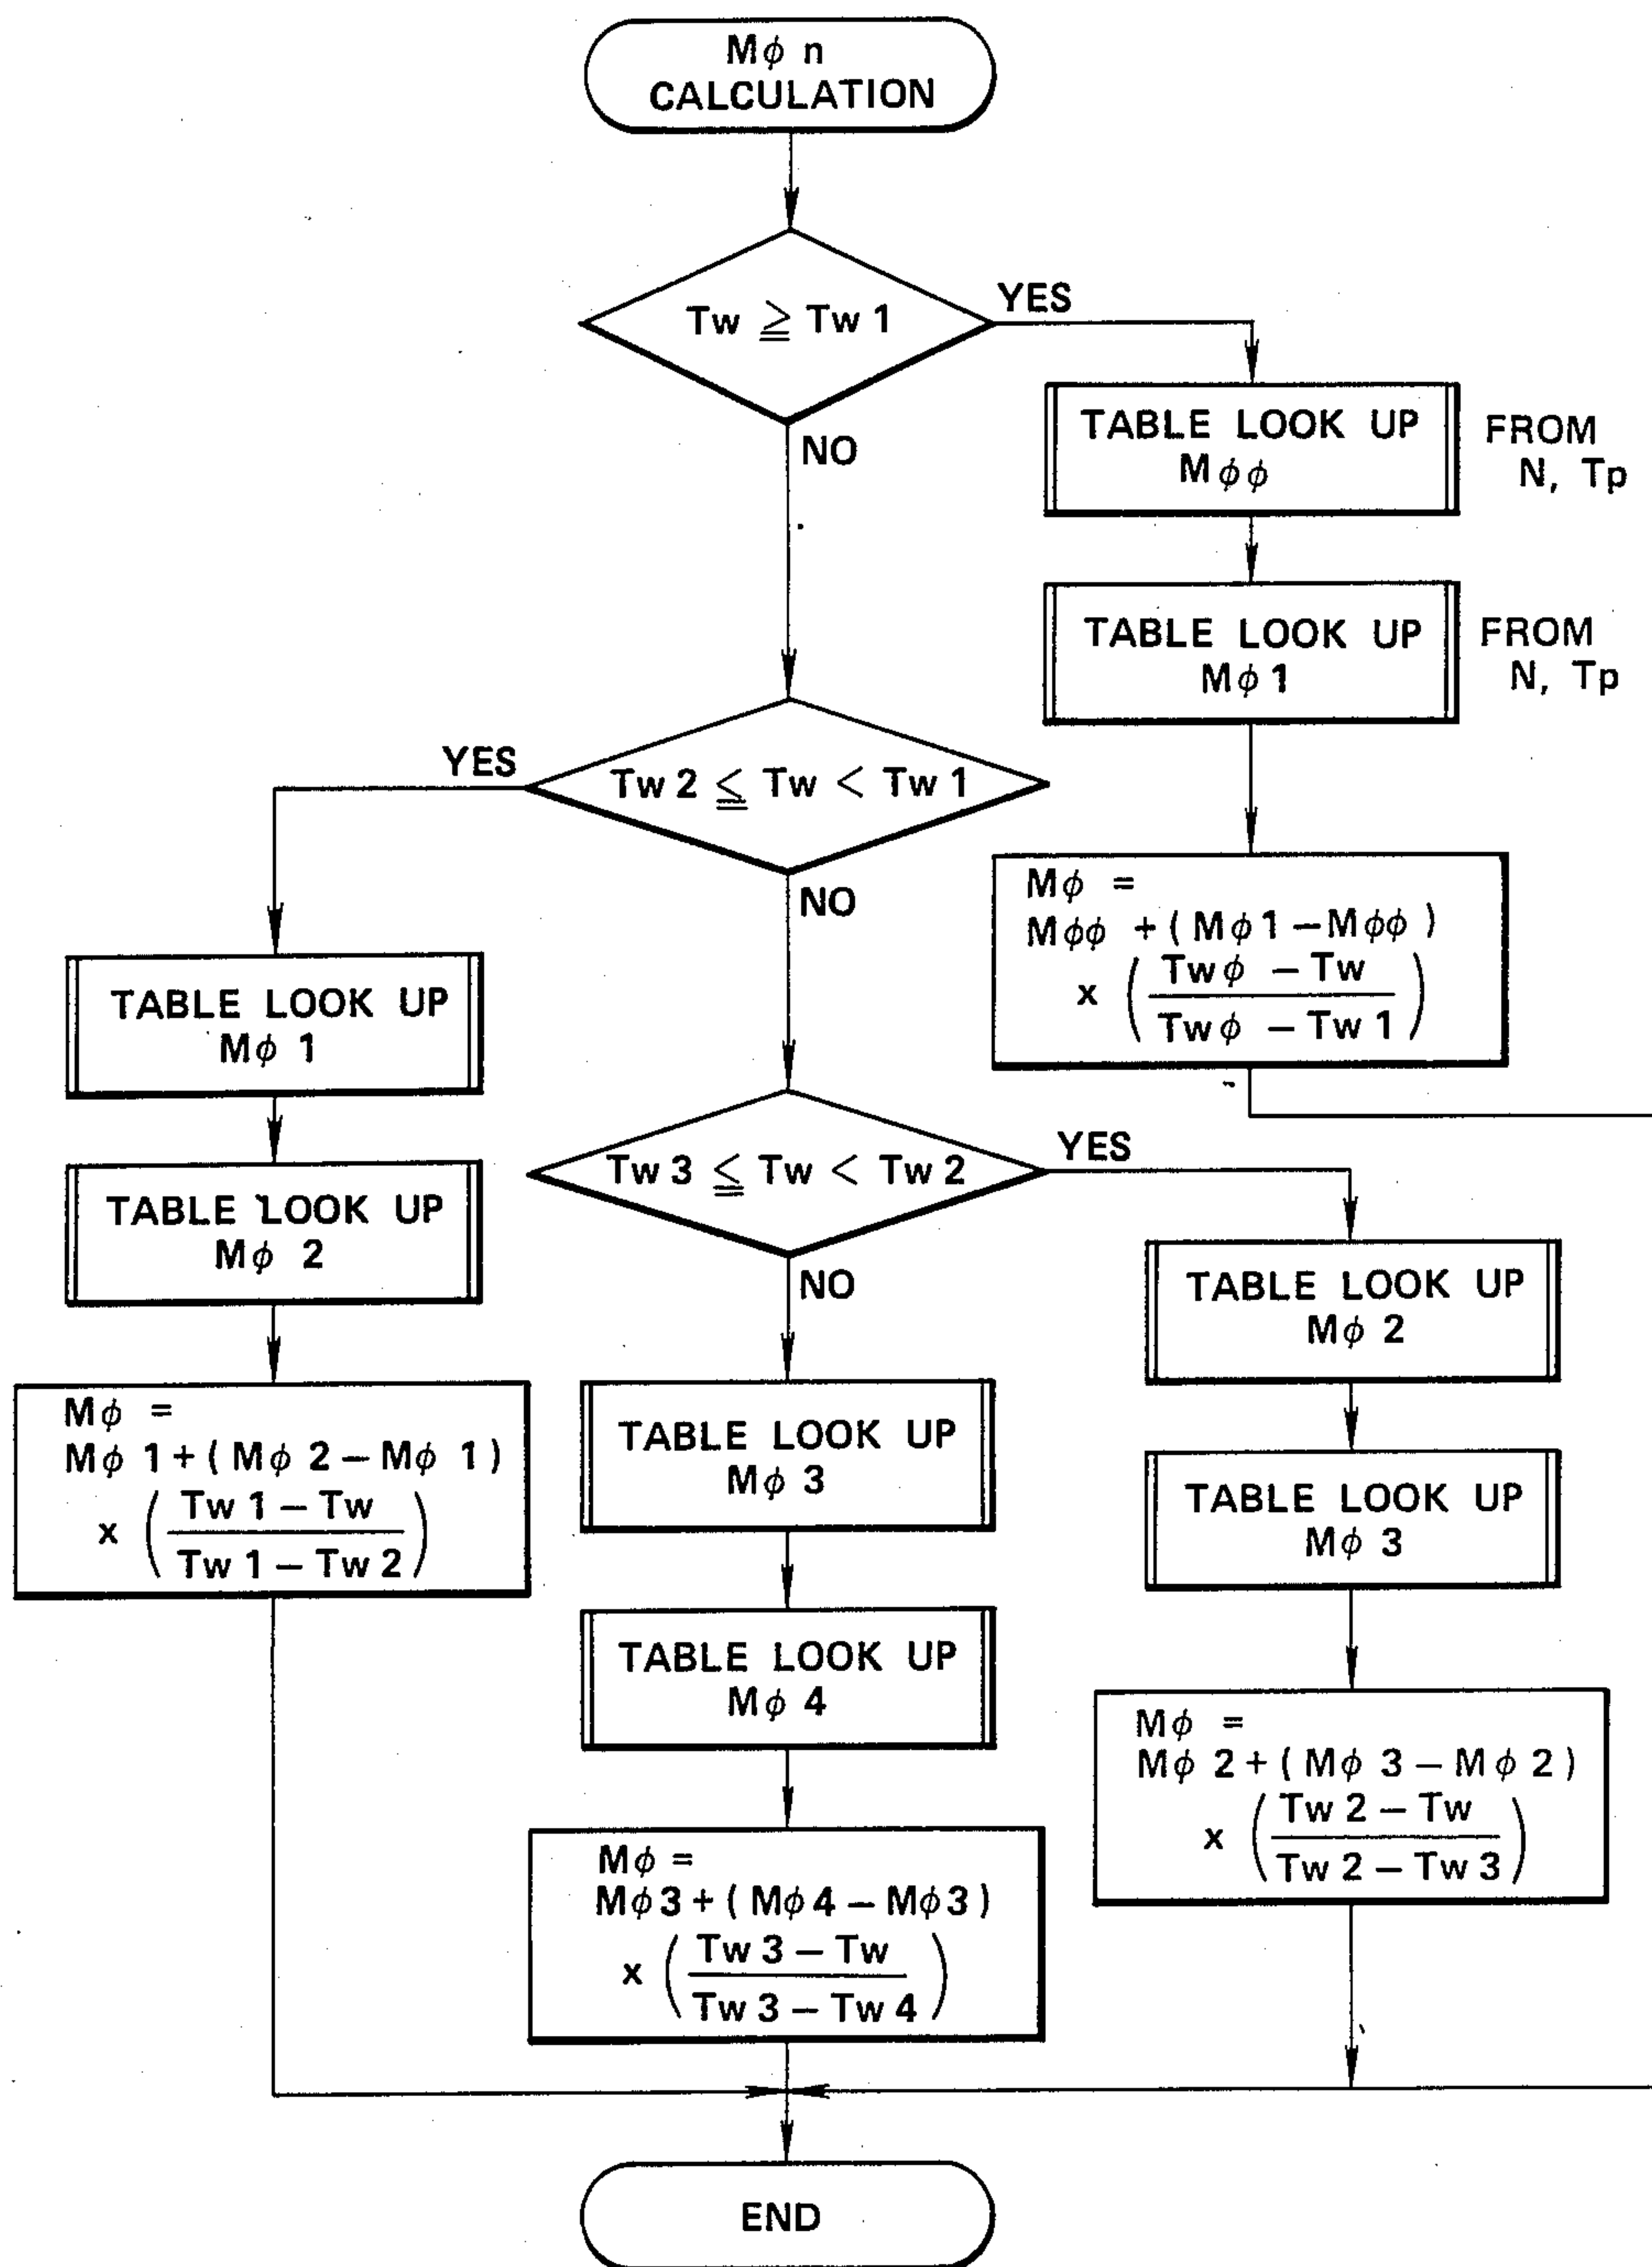 Mϕ n
CALCULATION
Tw ≧ Tw 1
YES
NO
TABLE LOOK UP
Mϕϕ
FROM
N, Tp
TABLE LOOK UP
Mϕ 1
FROM
N, Tp
Mϕ =
Mϕϕ + ( Mϕ 1 – Mϕϕ )
x ( Twϕ – Tw
Twϕ – Tw 1 )
Tw 2 ≦ Tw < Tw 1
YES
NO
TABLE LOOK UP
Mϕ 1
TABLE LOOK UP
Mϕ 2
Mϕ =
Mϕ 1 + ( Mϕ 2 – Mϕ 1 )
x ( Tw 1 – Tw
Tw 1 – Tw 2 )
Tw 3 ≦ Tw < Tw 2
YES
NO
TABLE LOOK UP
Mϕ 2
TABLE LOOK UP
Mϕ 3
Mϕ =
Mϕ 2 + ( Mϕ 3 – Mϕ 2 )
x ( Tw 2 – Tw
Tw 2 – Tw 3 )
TABLE LOOK UP
Mϕ 3
TABLE LOOK UP
Mϕ 4
Mϕ =
Mϕ 3 + ( Mϕ 4 – Mϕ 3 )
x ( Tw 3 – Tw
Tw 3 – Tw 4 )
END